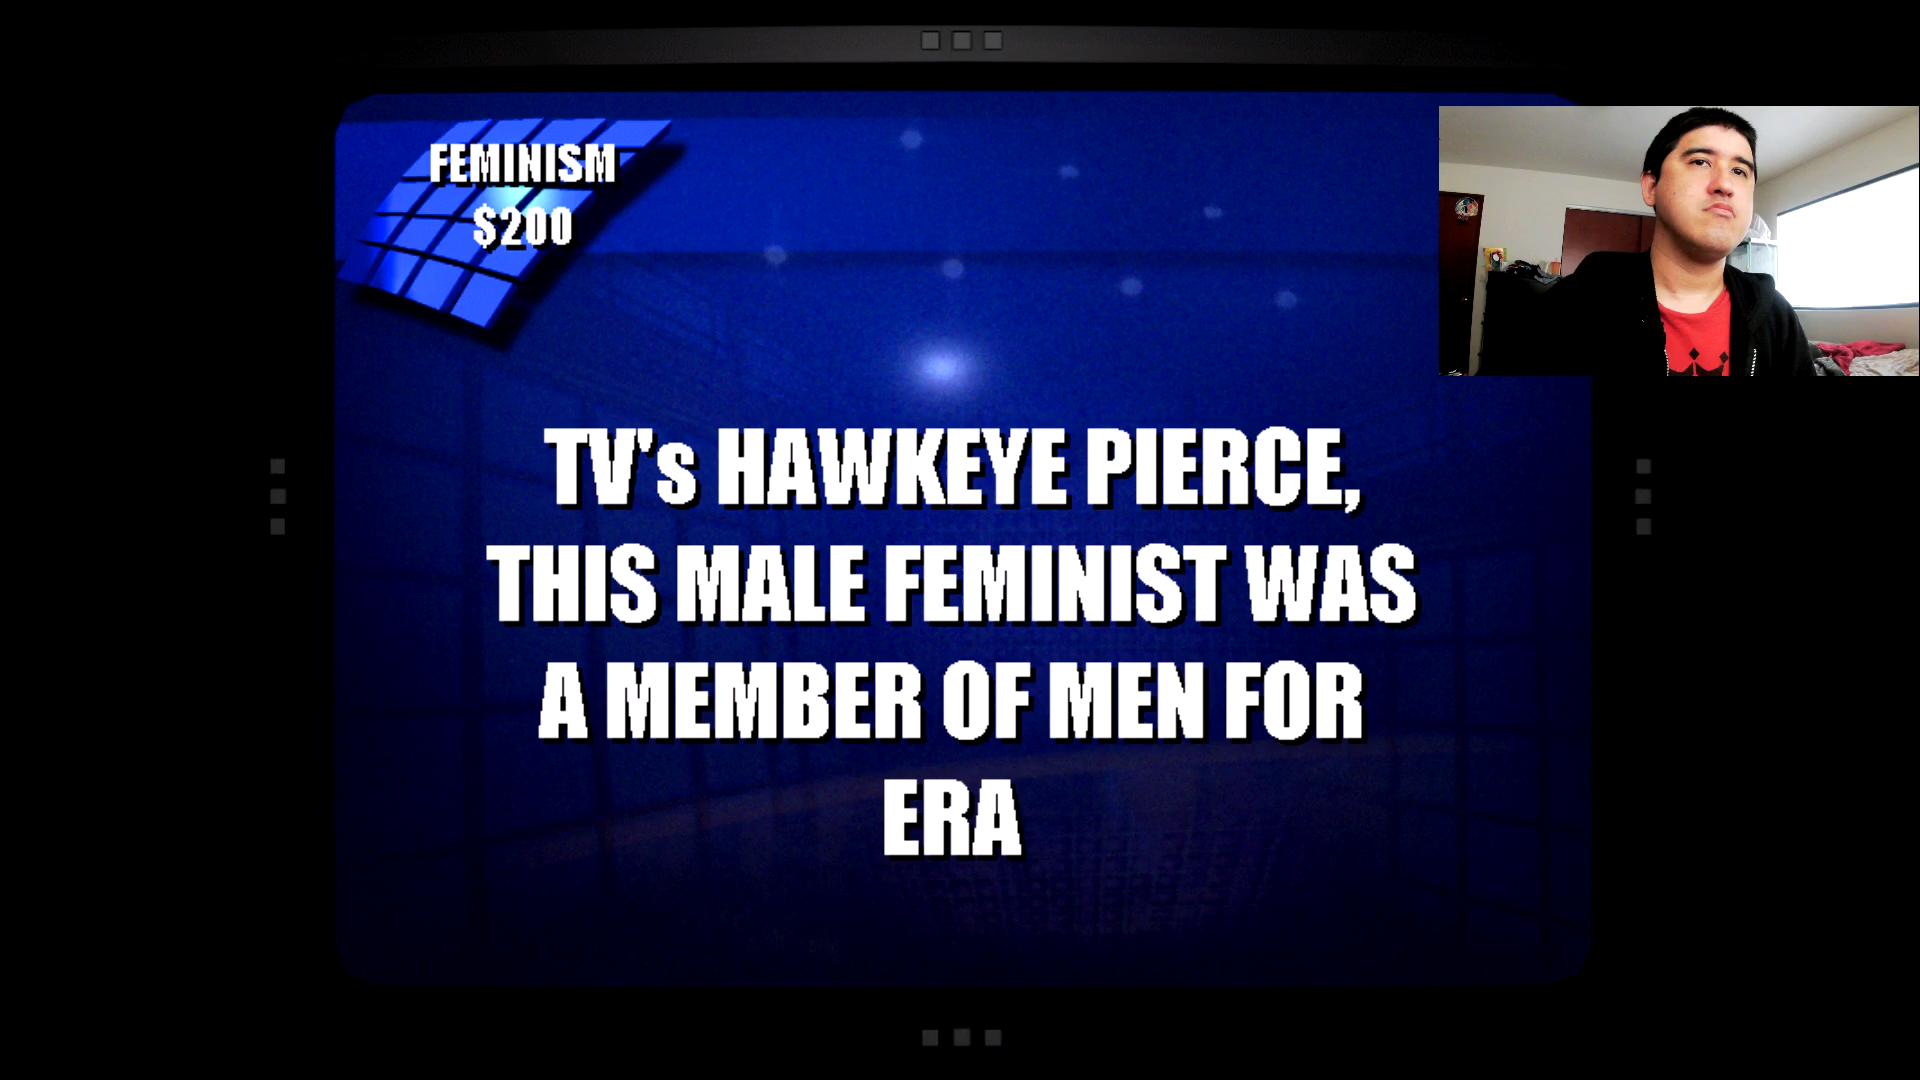 FEMINISM
$200
TV's HAWKEYE PIERCE,
THIS MALE FEMINIST WAS
A MEMBER OF MEN FOR
ERA